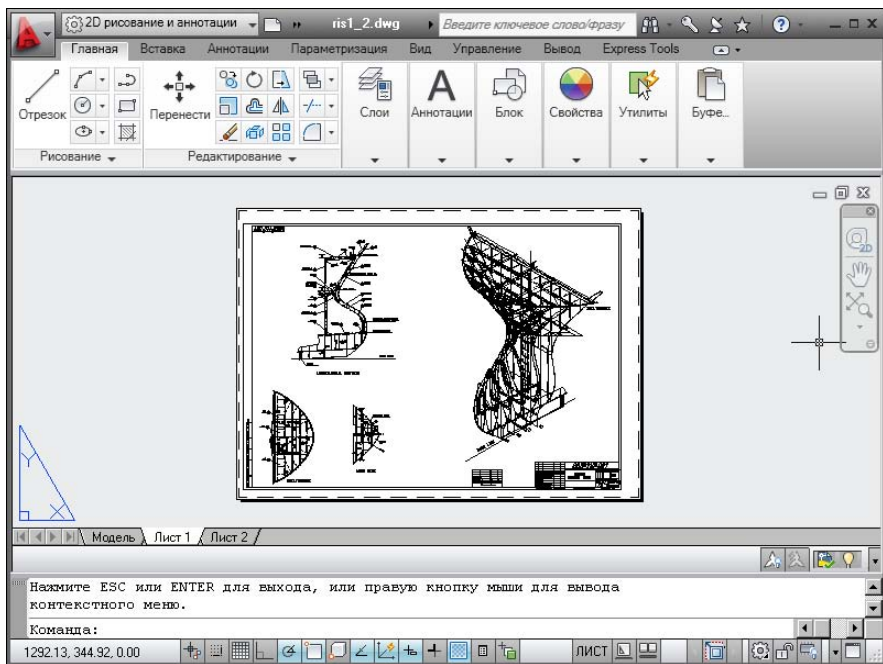 2D рисование и аннотации ris1_2.dwg Введите ключевое слово/фразу
Главная Вставка Аннотации Параметризация Вид Управление Вывод Express Tools
Отрезок Перенести Слои Аннотации Блок Свойства Утилиты Буфе...
Рисование Редактирование
2D
Y
X
Модель Лист 1 Лист 2
Нажмите ESC или ENTER для выхода, или правую кнопку мыши для вывода
контекстного меню.
Команда:
1292.13, 344.92, 0.00 ЛИСТ